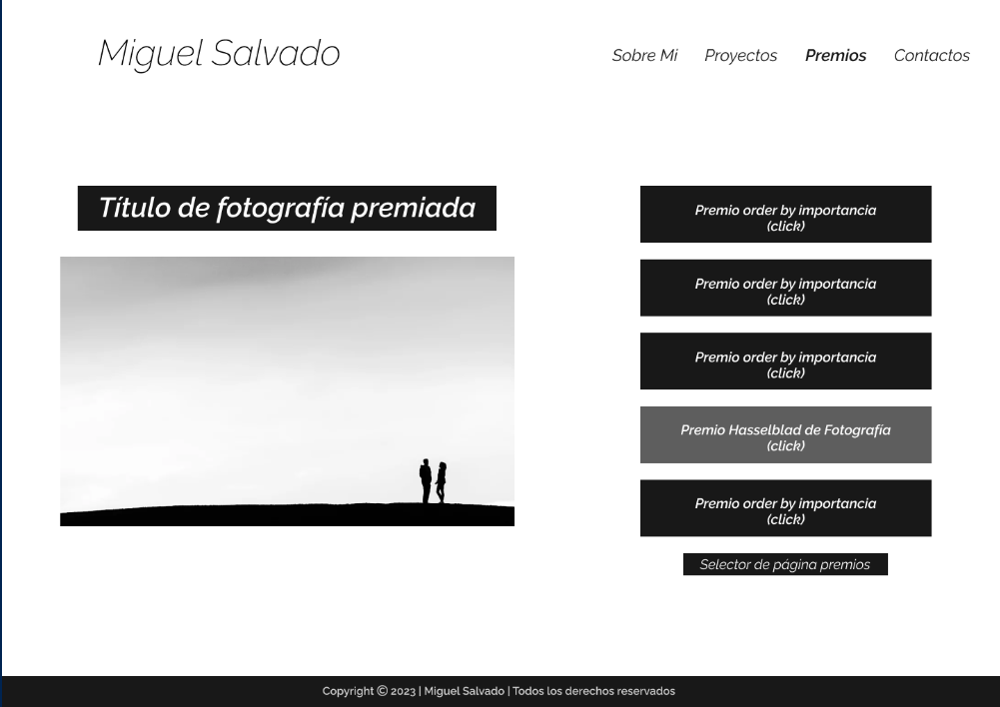 Miguel Salvado
Sobre Mi
Proyectos
Premios
Contactos
Título de fotografía premiada
Premio order by importancia
(click)
Premio order by importancia
(click)
Premio order by importancia
(click)
Premio Hasselblad de Fotografía
(click)
Premio order by importancia
(click)
Selector de página premios
Copyright © 2023 | Miguel Salvado | Todos los derechos reservados